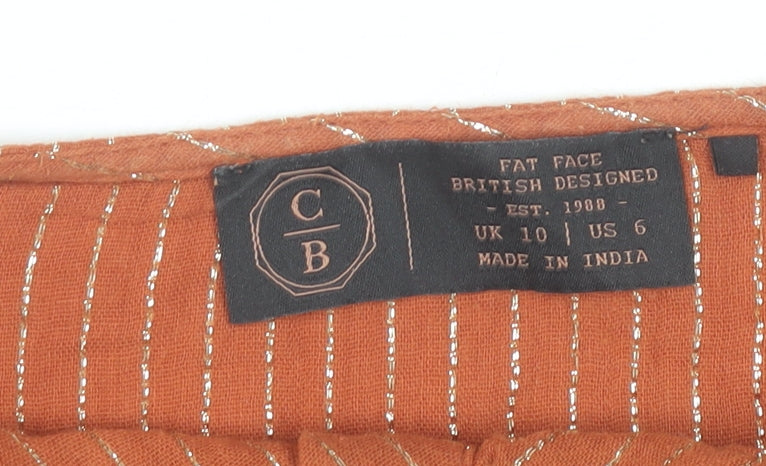 C
B
FAT FACE
BRITISH DESIGNED
- EST. 1988 -
UK 10 | US 6
MADE IN INDIA